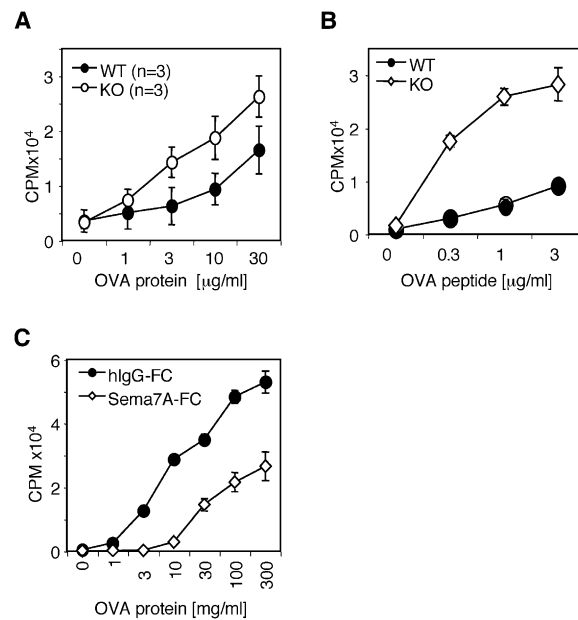 A
CPMx10⁴
3
2
1
0
WT (n=3)
KO (n=3)
0 1 3 10 30
OVA protein [µg/ml]
B
CPMx10⁴
3
2
1
0
WT
KO
0 0.3 1 3
OVA peptide [µg/ml]
C
CPM x10⁴
6
4
2
0
hIgG-FC
Sema7A-FC
0 1 3 10 30 100 300
OVA protein [mg/ml]